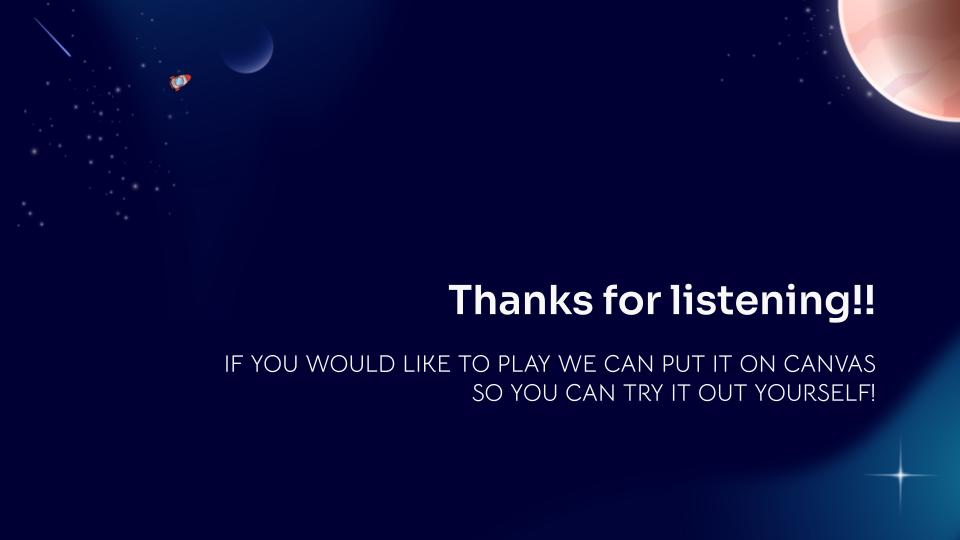 Thanks for listening!!
IF YOU WOULD LIKE TO PLAY WE CAN PUT IT ON CANVAS
SO YOU CAN TRY IT OUT YOURSELF!